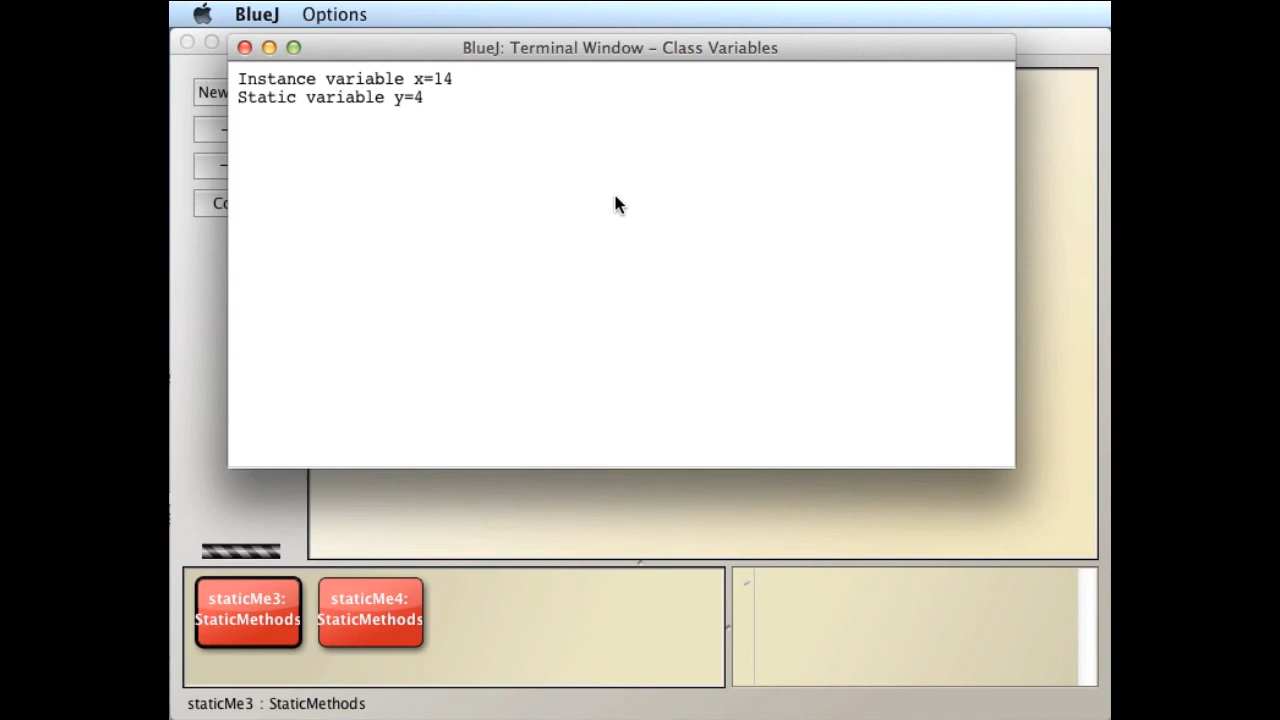 BlueJ Options
BlueJ: Terminal Window – Class Variables
Instance variable x=14
Static variable y=4
New
Co
staticMe3:
StaticMethods
staticMe4:
StaticMethods
staticMe3 : StaticMethods